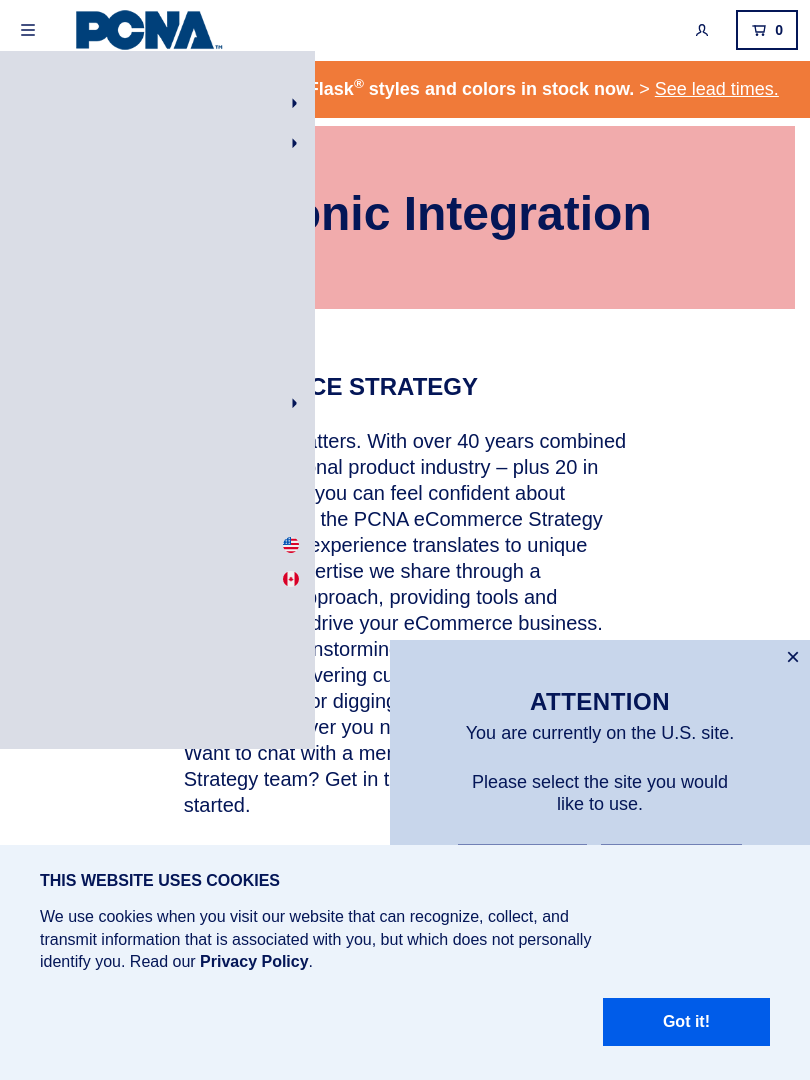 PCNA™
0
Flask® styles and colors in stock now. > See lead times.
onic Integration
CE STRATEGY
atters. With over 40 years combined
onal product industry – plus 20 in
you can feel confident about
the PCNA eCommerce Strategy
experience translates to unique
ertise we share through a
pproach, providing tools and
drive your eCommerce business.
nstorming
vering cu
or digging
ver you n
Want to chat with a mem
Strategy team? Get in t
started.
×
ATTENTION
You are currently on the U.S. site.
Please select the site you would
like to use.
THIS WEBSITE USES COOKIES
We use cookies when you visit our website that can recognize, collect, and
transmit information that is associated with you, but which does not personally
identify you. Read our Privacy Policy.
Got it!